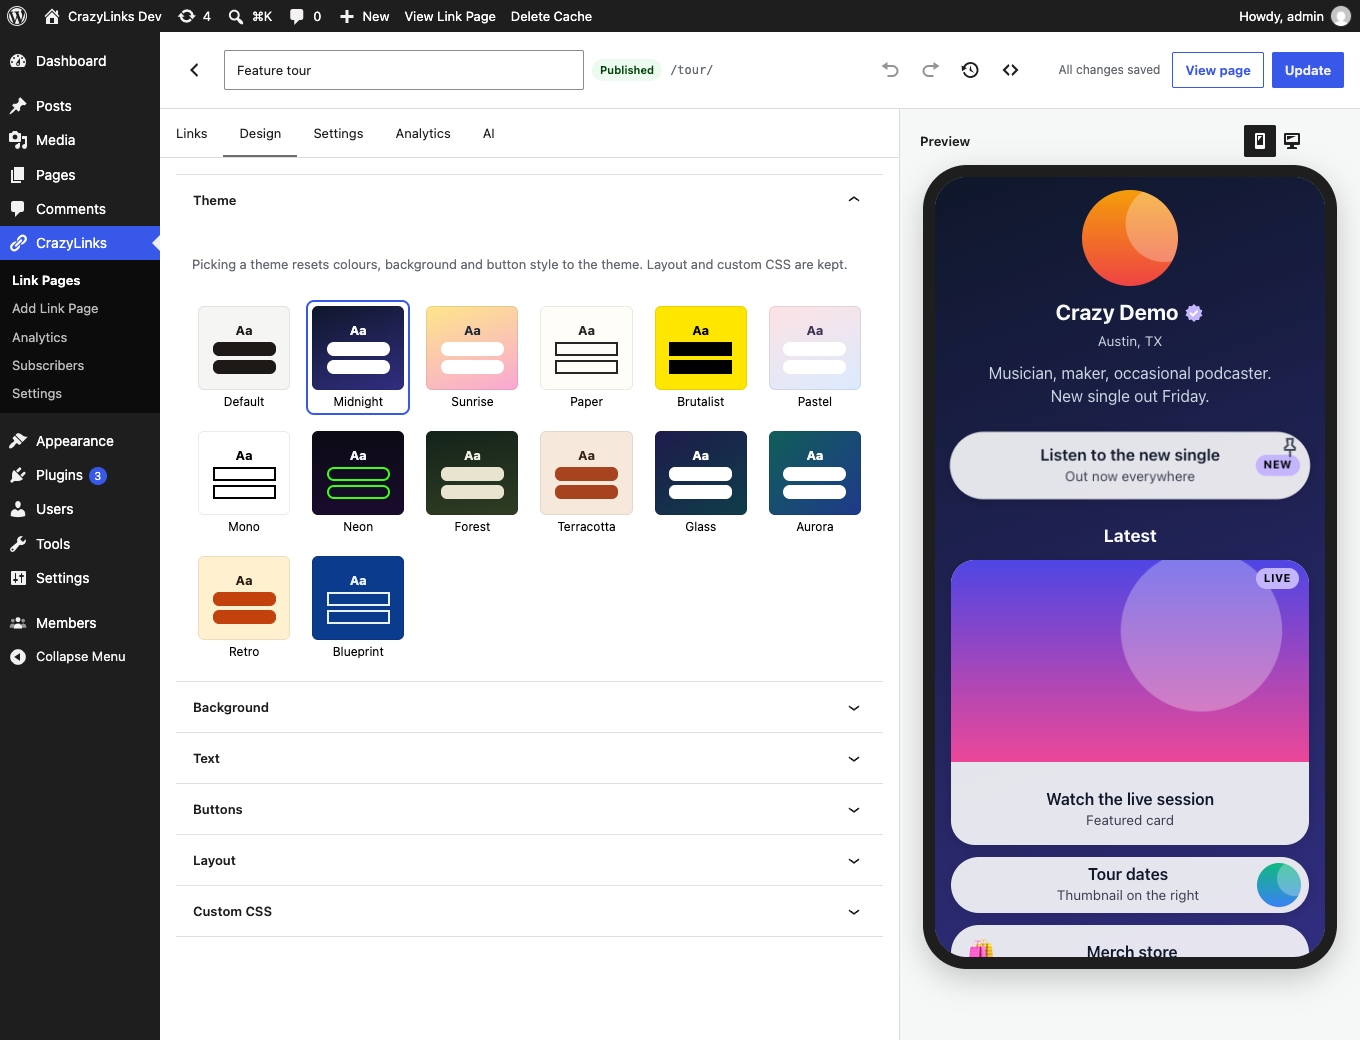 CrazyLinks Dev 4 ⌘K 0 New View Link Page Delete Cache Howdy, admin
Dashboard
Posts
Media
Pages
Comments
CrazyLinks
Link Pages
Add Link Page
Analytics
Subscribers
Settings
Appearance
Plugins 3
Users
Tools
Settings
Members
Collapse Menu
Feature tour Published /tour/ All changes saved View page Update
Links Design Settings Analytics AI
Theme
Picking a theme resets colours, background and button style to the theme. Layout and custom CSS are kept.
Aa Aa Aa Aa Aa Aa
Default Midnight Sunrise Paper Brutalist Pastel
Aa Aa Aa Aa Aa Aa
Mono Neon Forest Terracotta Glass Aurora
Aa Aa
Retro Blueprint
Background
Text
Buttons
Layout
Custom CSS
Preview
Crazy Demo
Austin, TX
Musician, maker, occasional podcaster.
New single out Friday.
Listen to the new single
NEW
Out now everywhere
Latest
LIVE
Watch the live session
Featured card
Tour dates
Thumbnail on the right
Merch store